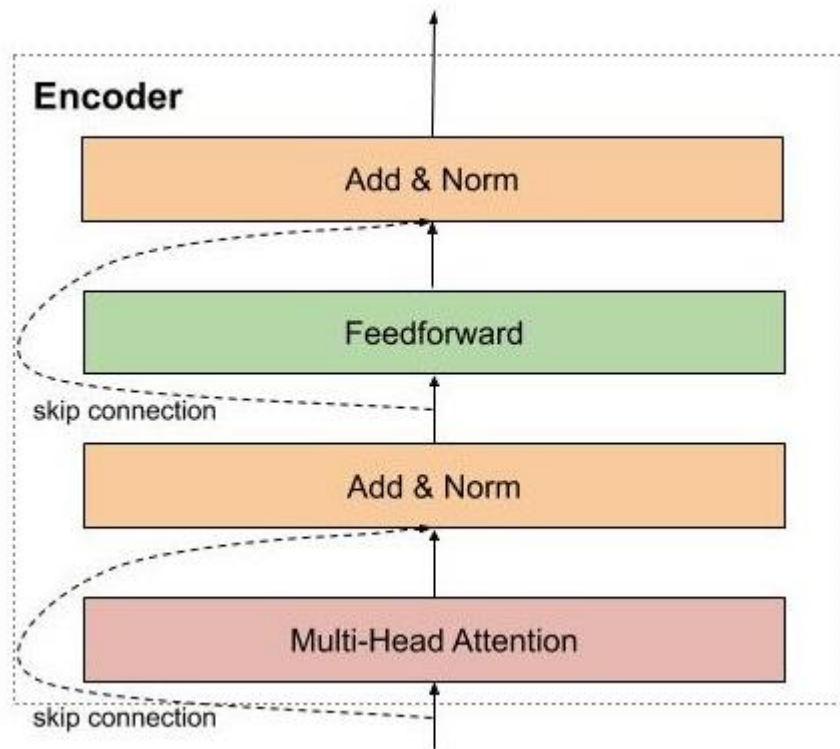 Encoder
Add & Norm
Feedforward
skip connection
Add & Norm
Multi-Head Attention
skip connection